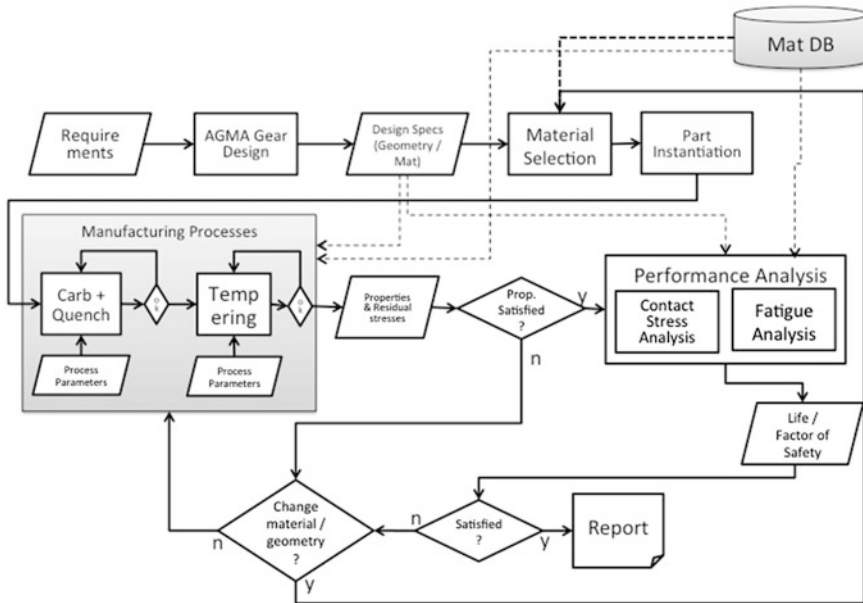 Mat DB
Require
ments
AGMA Gear
Design
Design Specs
(Geometry /
Mat)
Material
Selection
Part
Instantiation
Manufacturing Processes
Carb +
Quench
O
k
Temp
ering
O
k
Process
Parameters
Process
Parameters
Properties
& Residual
stresses
Prop.
Satisfied
?
y
n
Performance Analysis
Contact
Stress
Analysis
Fatigue
Analysis
Life /
Factor of
Safety
Change
material /
geometry
?
n
y
Satisfied
?
n
y
Report